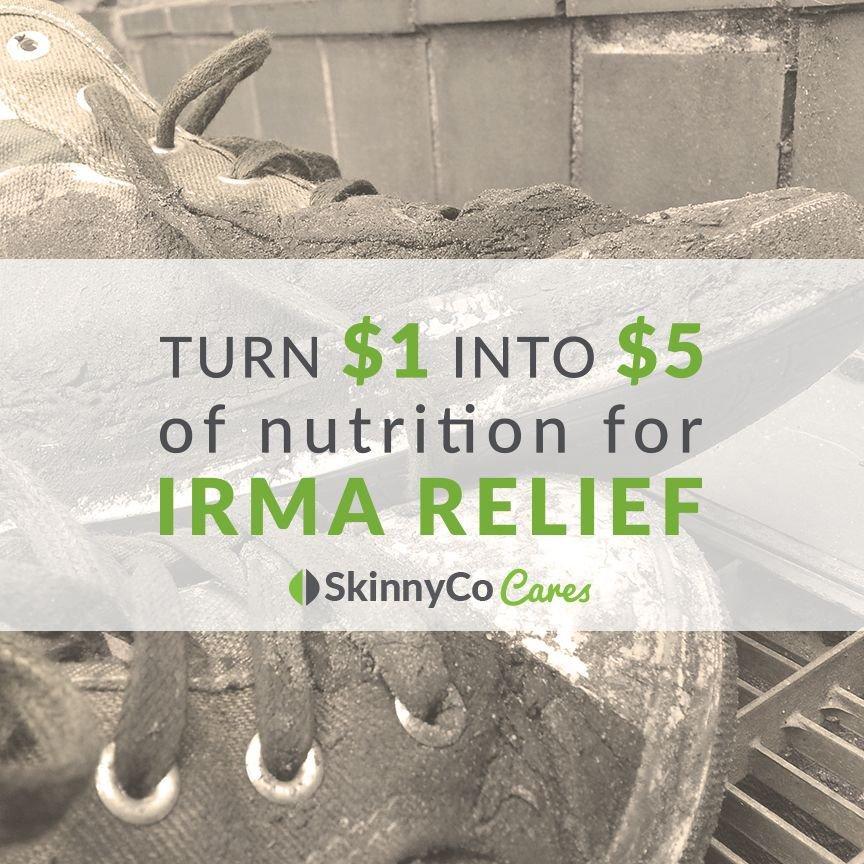 TURN $1 INTO $5
of nutrition for
IRMA RELIEF
SkinnyCo Cares